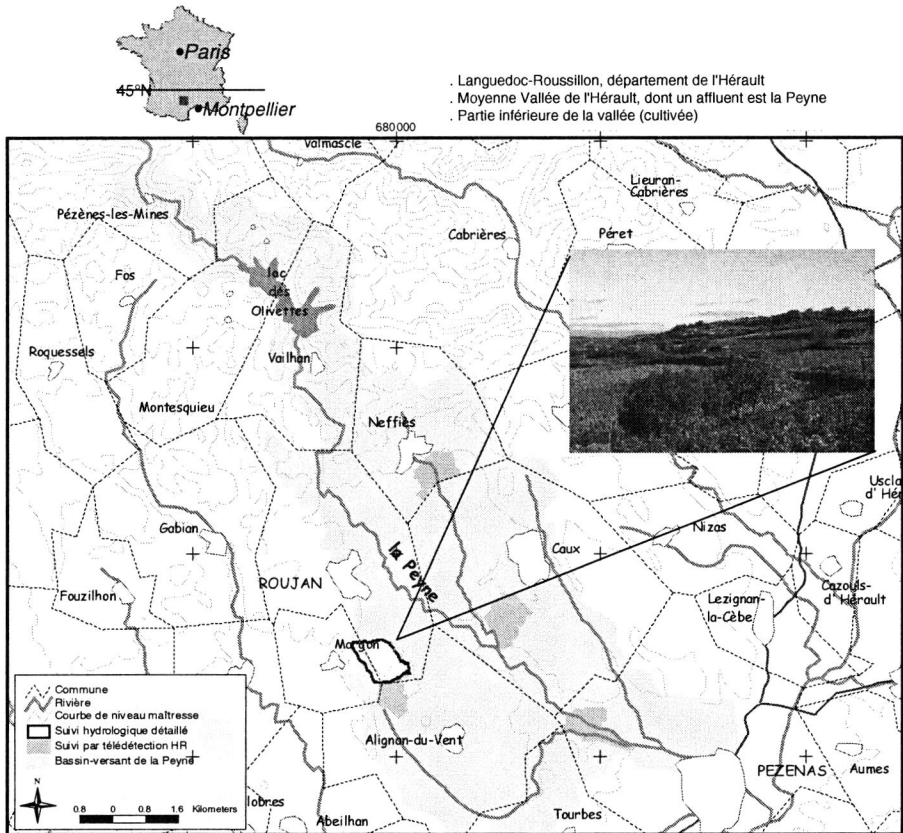 Paris
45°N
Montpellier
. Languedoc-Roussillon, département de l'Hérault
. Moyenne Vallée de l'Hérault, dont un affluent est la Peyne
. Partie inférieure de la vallée (cultivée)
680000
Valmascle
Lieuran-
Cabrières
Pézènes-les-Mines
Cabrières
Péret
Fos
lac
des
Olivettes
Roquessels
Vailhan
Montesquieu
Neffiès
Uscla
d' Hér
Gabian
la Peyne
Caux
Nizas
ROUJAN
Fouzilhon
Cazouls-
d' Hérault
Lezignan-
la-Cèbe
Margon
Commune
Rivière
Courbe de niveau maîtresse
Suivi hydrologique détaillé
Suivi par télédétection HR
Bassin-versant de la Peyne
Alignan-du-Vent
PEZENAS
Aumes
N
0.8 0 0.8 1.6 Kilometers
lobres
Abeilhan
Tourbes